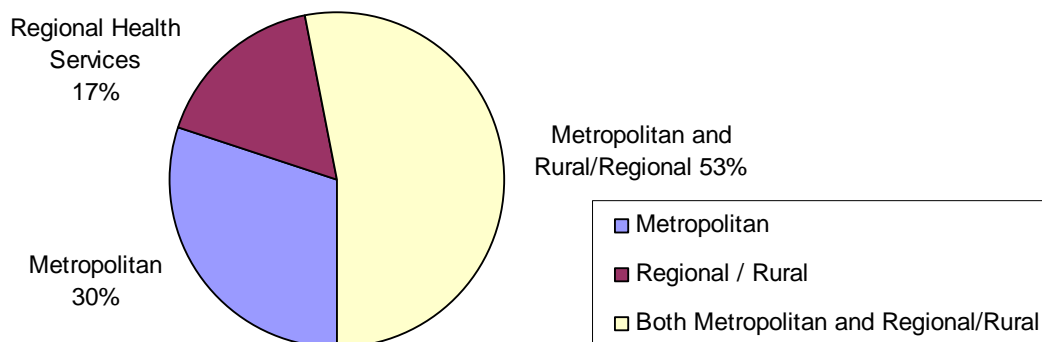 Regional Health
Services
17%
Metropolitan and
Rural/Regional 53%
Metropolitan
30%
Metropolitan
Regional / Rural
Both Metropolitan and Regional/Rural